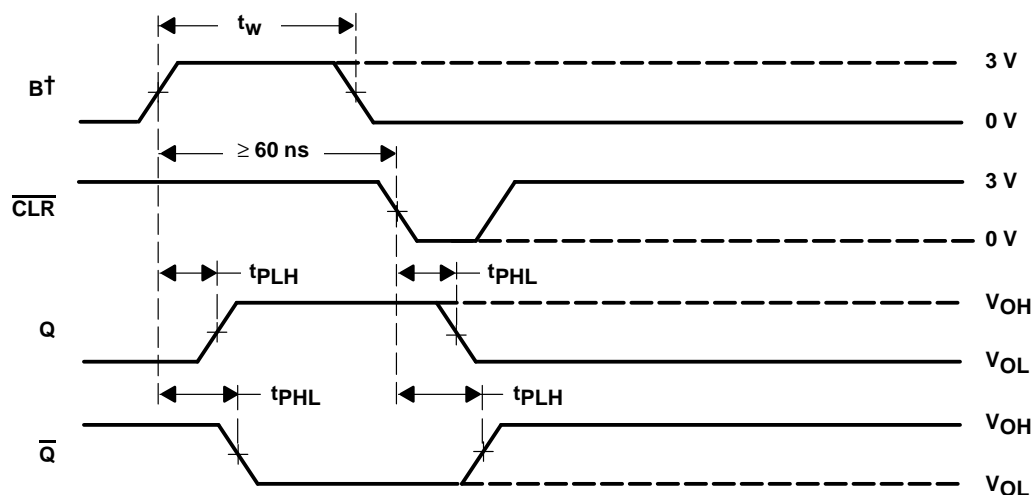 tw
B†
3 V
0 V
≥ 60 ns
CLR
3 V
0 V
tPLH
tPHL
Q
VOH
VOL
tPHL
tPLH
Q
VOH
VOL